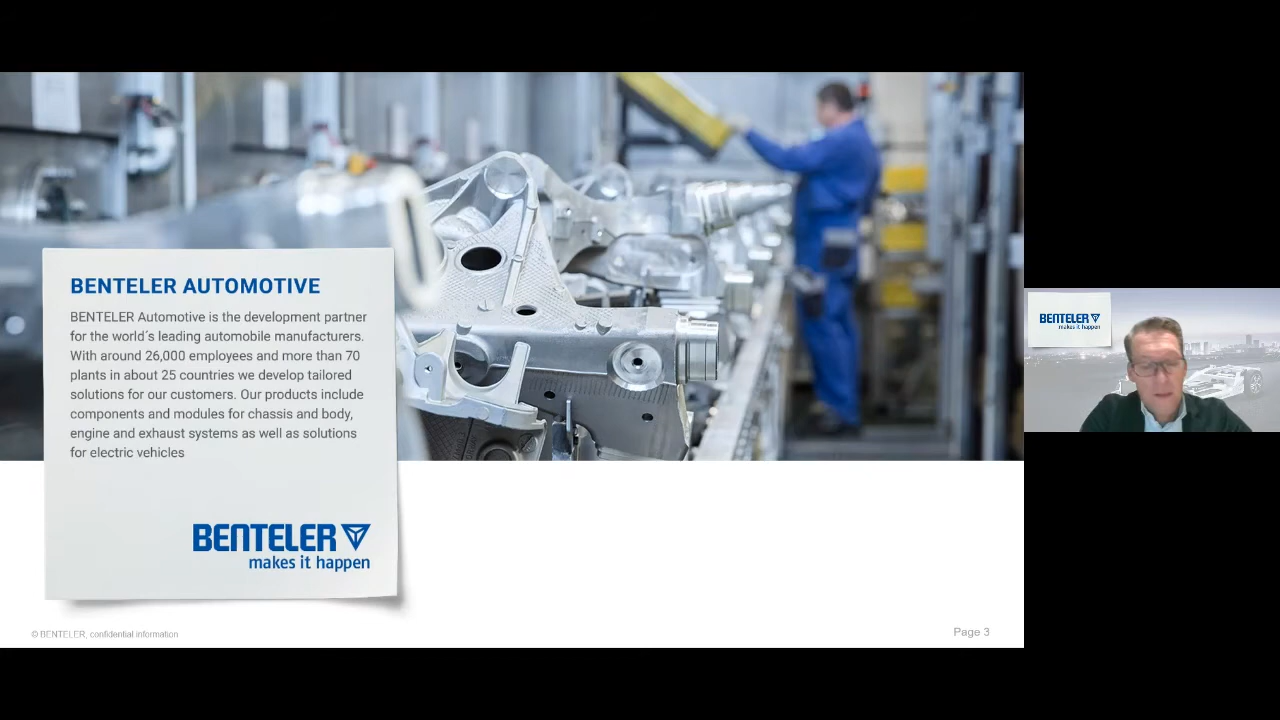 BENTELER AUTOMOTIVE
BENTELER Automotive is the development partner
for the world´s leading automobile manufacturers.
With around 26,000 employees and more than 70
plants in about 25 countries we develop tailored
solutions for our customers. Our products include
components and modules for chassis and body,
engine and exhaust systems as well as solutions
for electric vehicles
BENTELER
makes it happen
© BENTELER, confidential information
Page 3
BENTELER
makes it happen